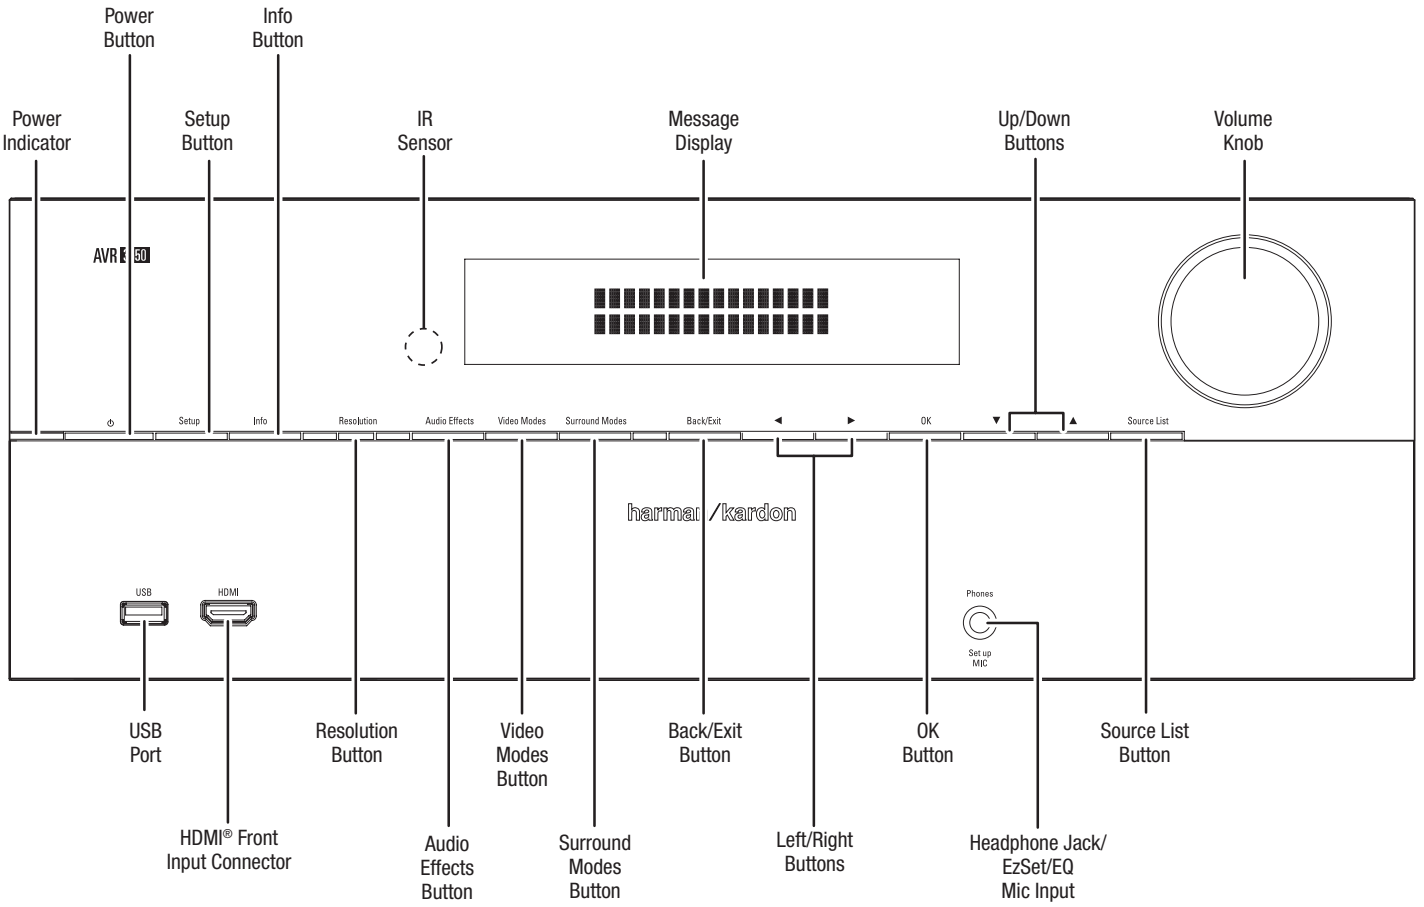 Power
Button
Info
Button
Power
Indicator
Setup
Button
IR
Sensor
Message
Display
Up/Down
Buttons
Volume
Knob
AVR
Setup
Info
Resolution
Audio Effects
Video Modes
Surround Modes
Back/Exit
OK
Source List
harman/kardon
USB
HDMI
Phones
Set up
MIC
USB
Port
Resolution
Button
Video
Modes
Button
Back/Exit
Button
OK
Button
Source List
Button
HDMI® Front
Input Connector
Audio
Effects
Button
Surround
Modes
Button
Left/Right
Buttons
Headphone Jack/
EzSet/EQ
Mic Input